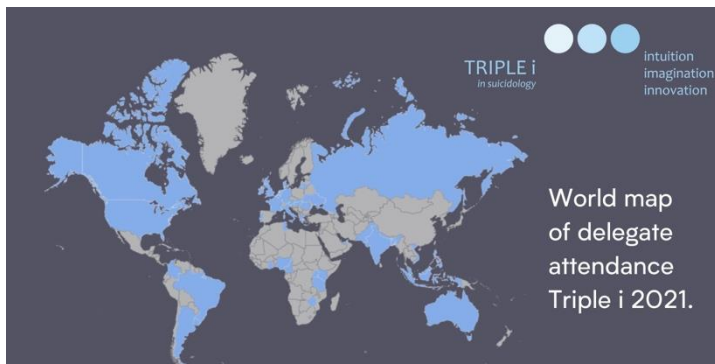 TRIPLE i
in suicidology
intuition
imagination
innovation
World map
of delegate
attendance
Triple i 2021.